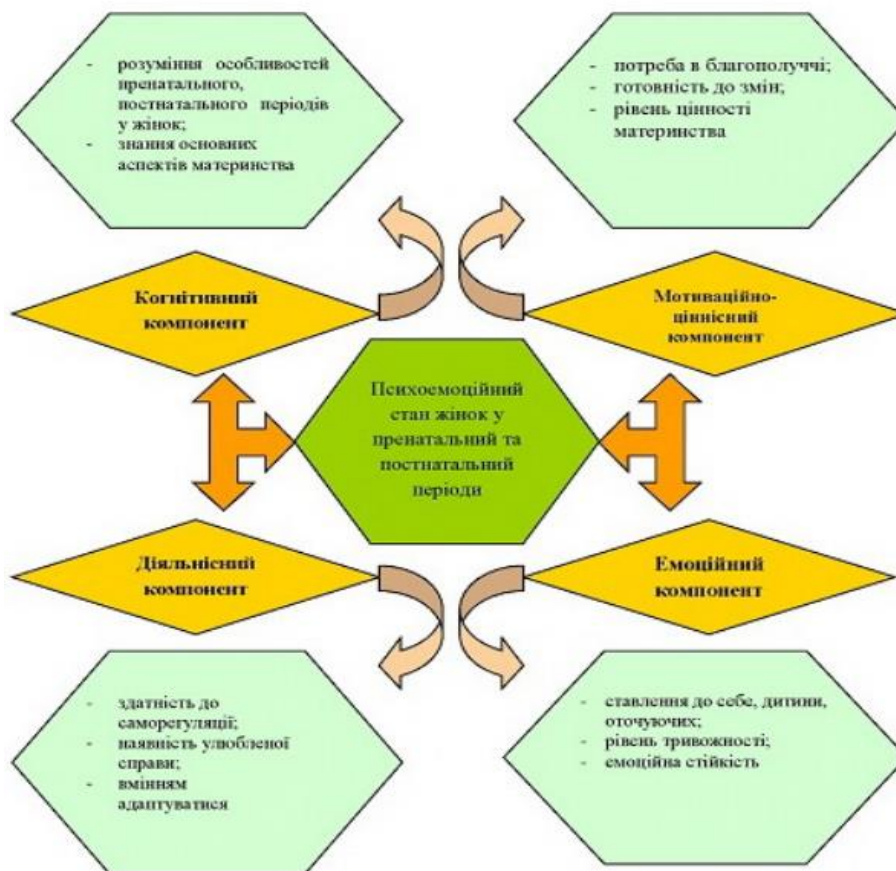 - розуміння особливостей
пренатального,
постнатального періодів
у жінок;
- знання основних
аспектів материнства
- потреба в благополуччі;
- готовність до змін;
- рівень цінності
материнства
Когнітивний
компонент
Мотиваційно-
ціннісний
компонент
Психоемоційний
стан жінок у
пренатальний та
постнатальний
періоди
Діяльнісний
компонент
Емоційний
компонент
- здатність до
саморегуляції;
- наявність улюбленої
справи;
- вмінням
адаптуватися
- ставлення до себе, дитини,
оточуючих;
- рівень тривожності;
- емоційна стійкість